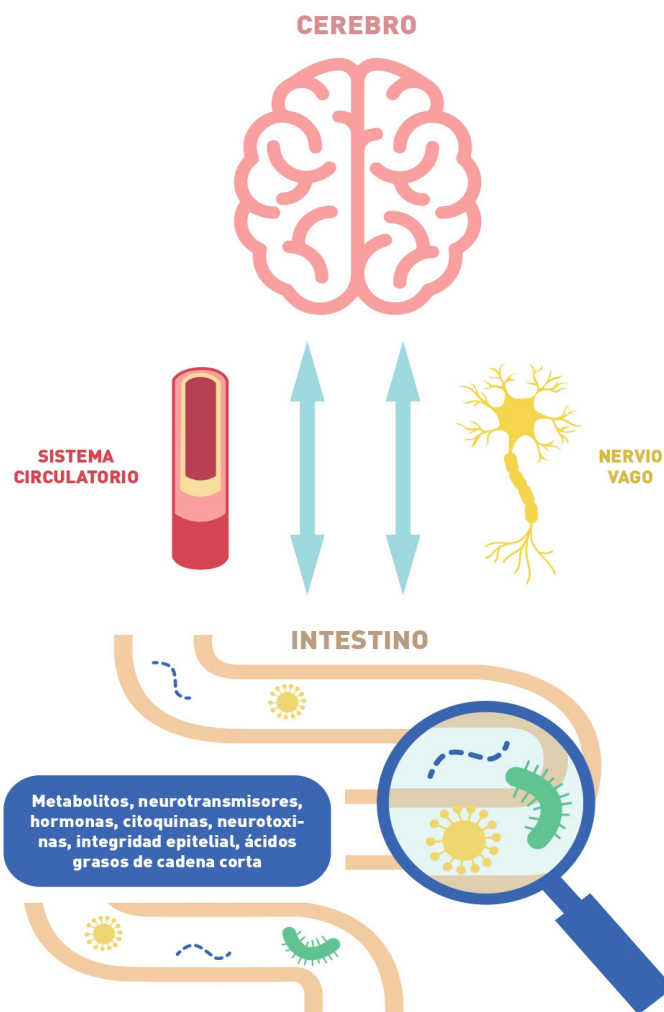 CEREBRO
SISTEMA
CIRCULATORIO
NERVIO
VAGO
INTESTINO
Metabolitos, neurotransmisores,
hormonas, citoquinas, neurotoxi-
nas, integridad epitelial, ácidos
grasos de cadena corta